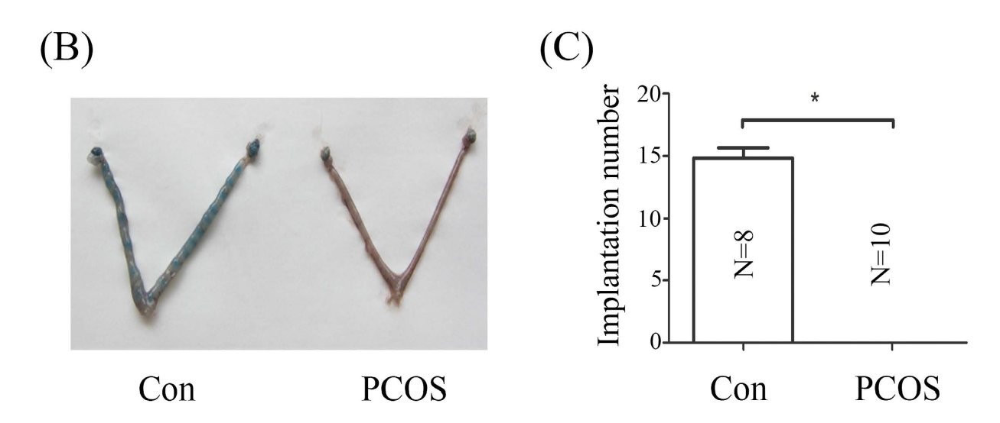 (B)
Con
PCOS
(C)
Implantation number
20
15
10
5
0
*
N=8
N=10
Con
PCOS